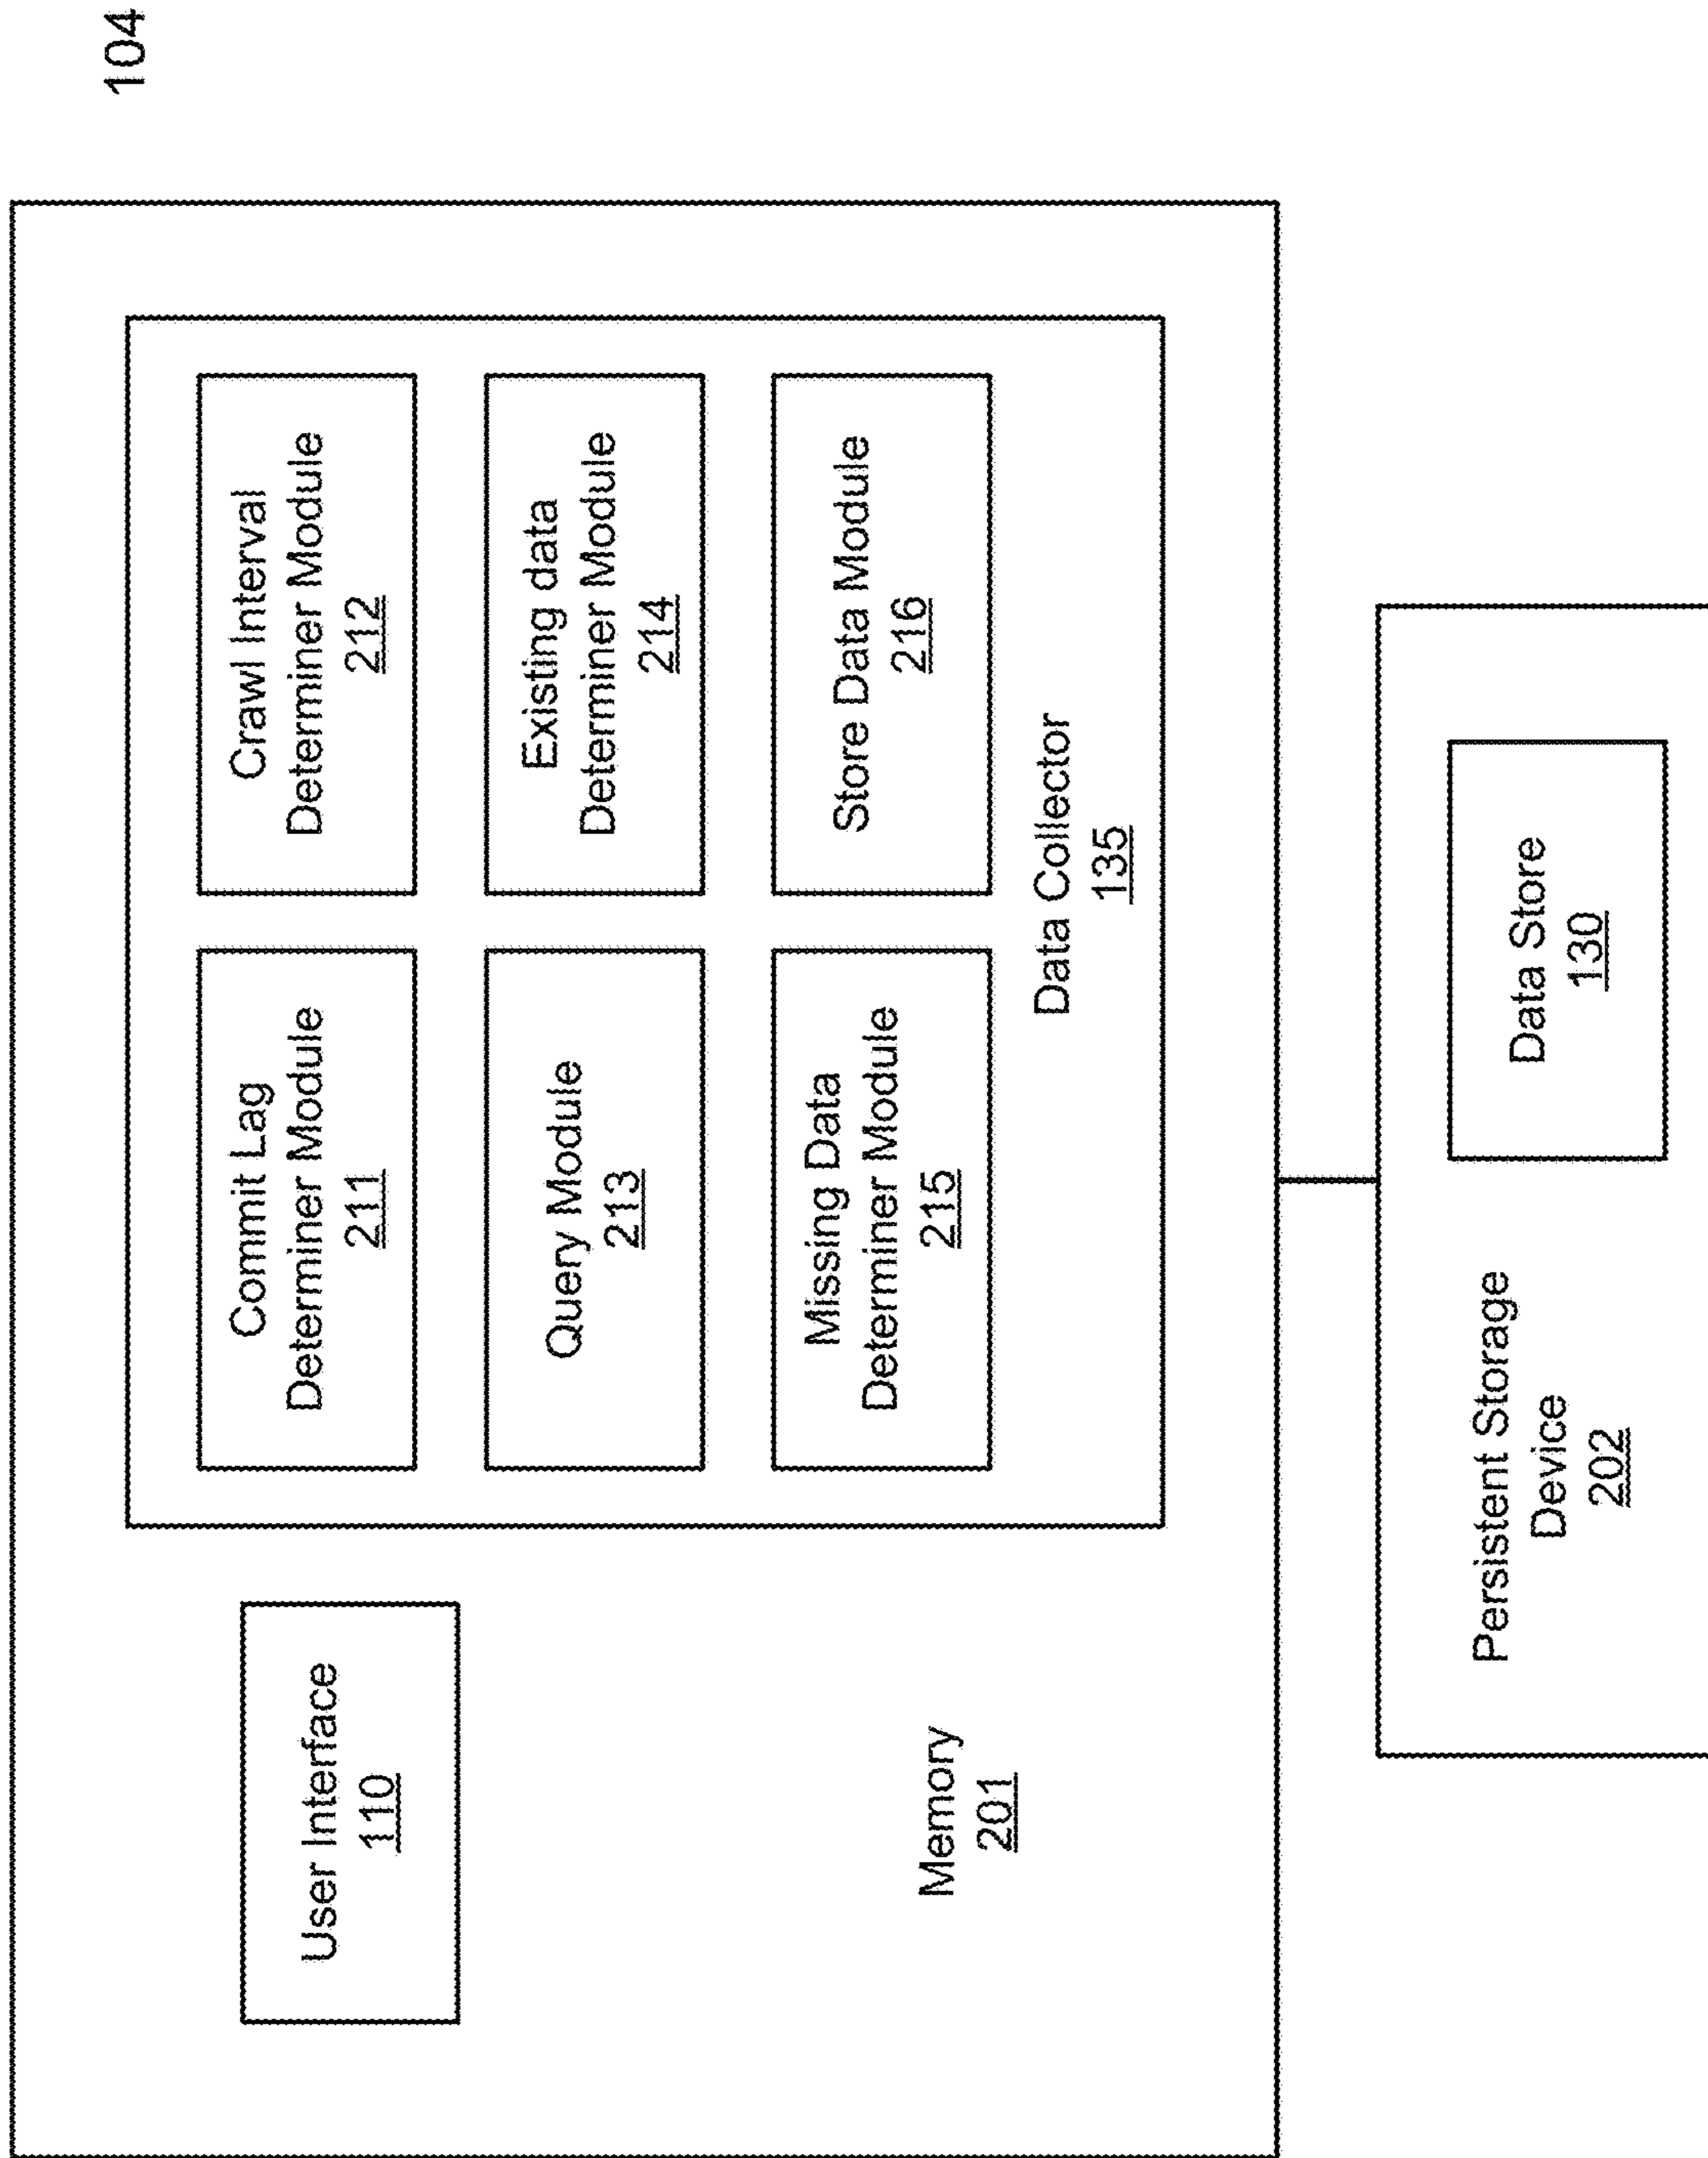 104
User Interface
110
Memory
201
Commit Lag
Determiner Module
211
Crawl Interval
Determiner Module
212
Query Module
213
Existing data
Determiner Module
214
Missing Data
Determiner Module
215
Store Data Module
216
Data Collector
135
Persistent Storage
Device
202
Data Store
130